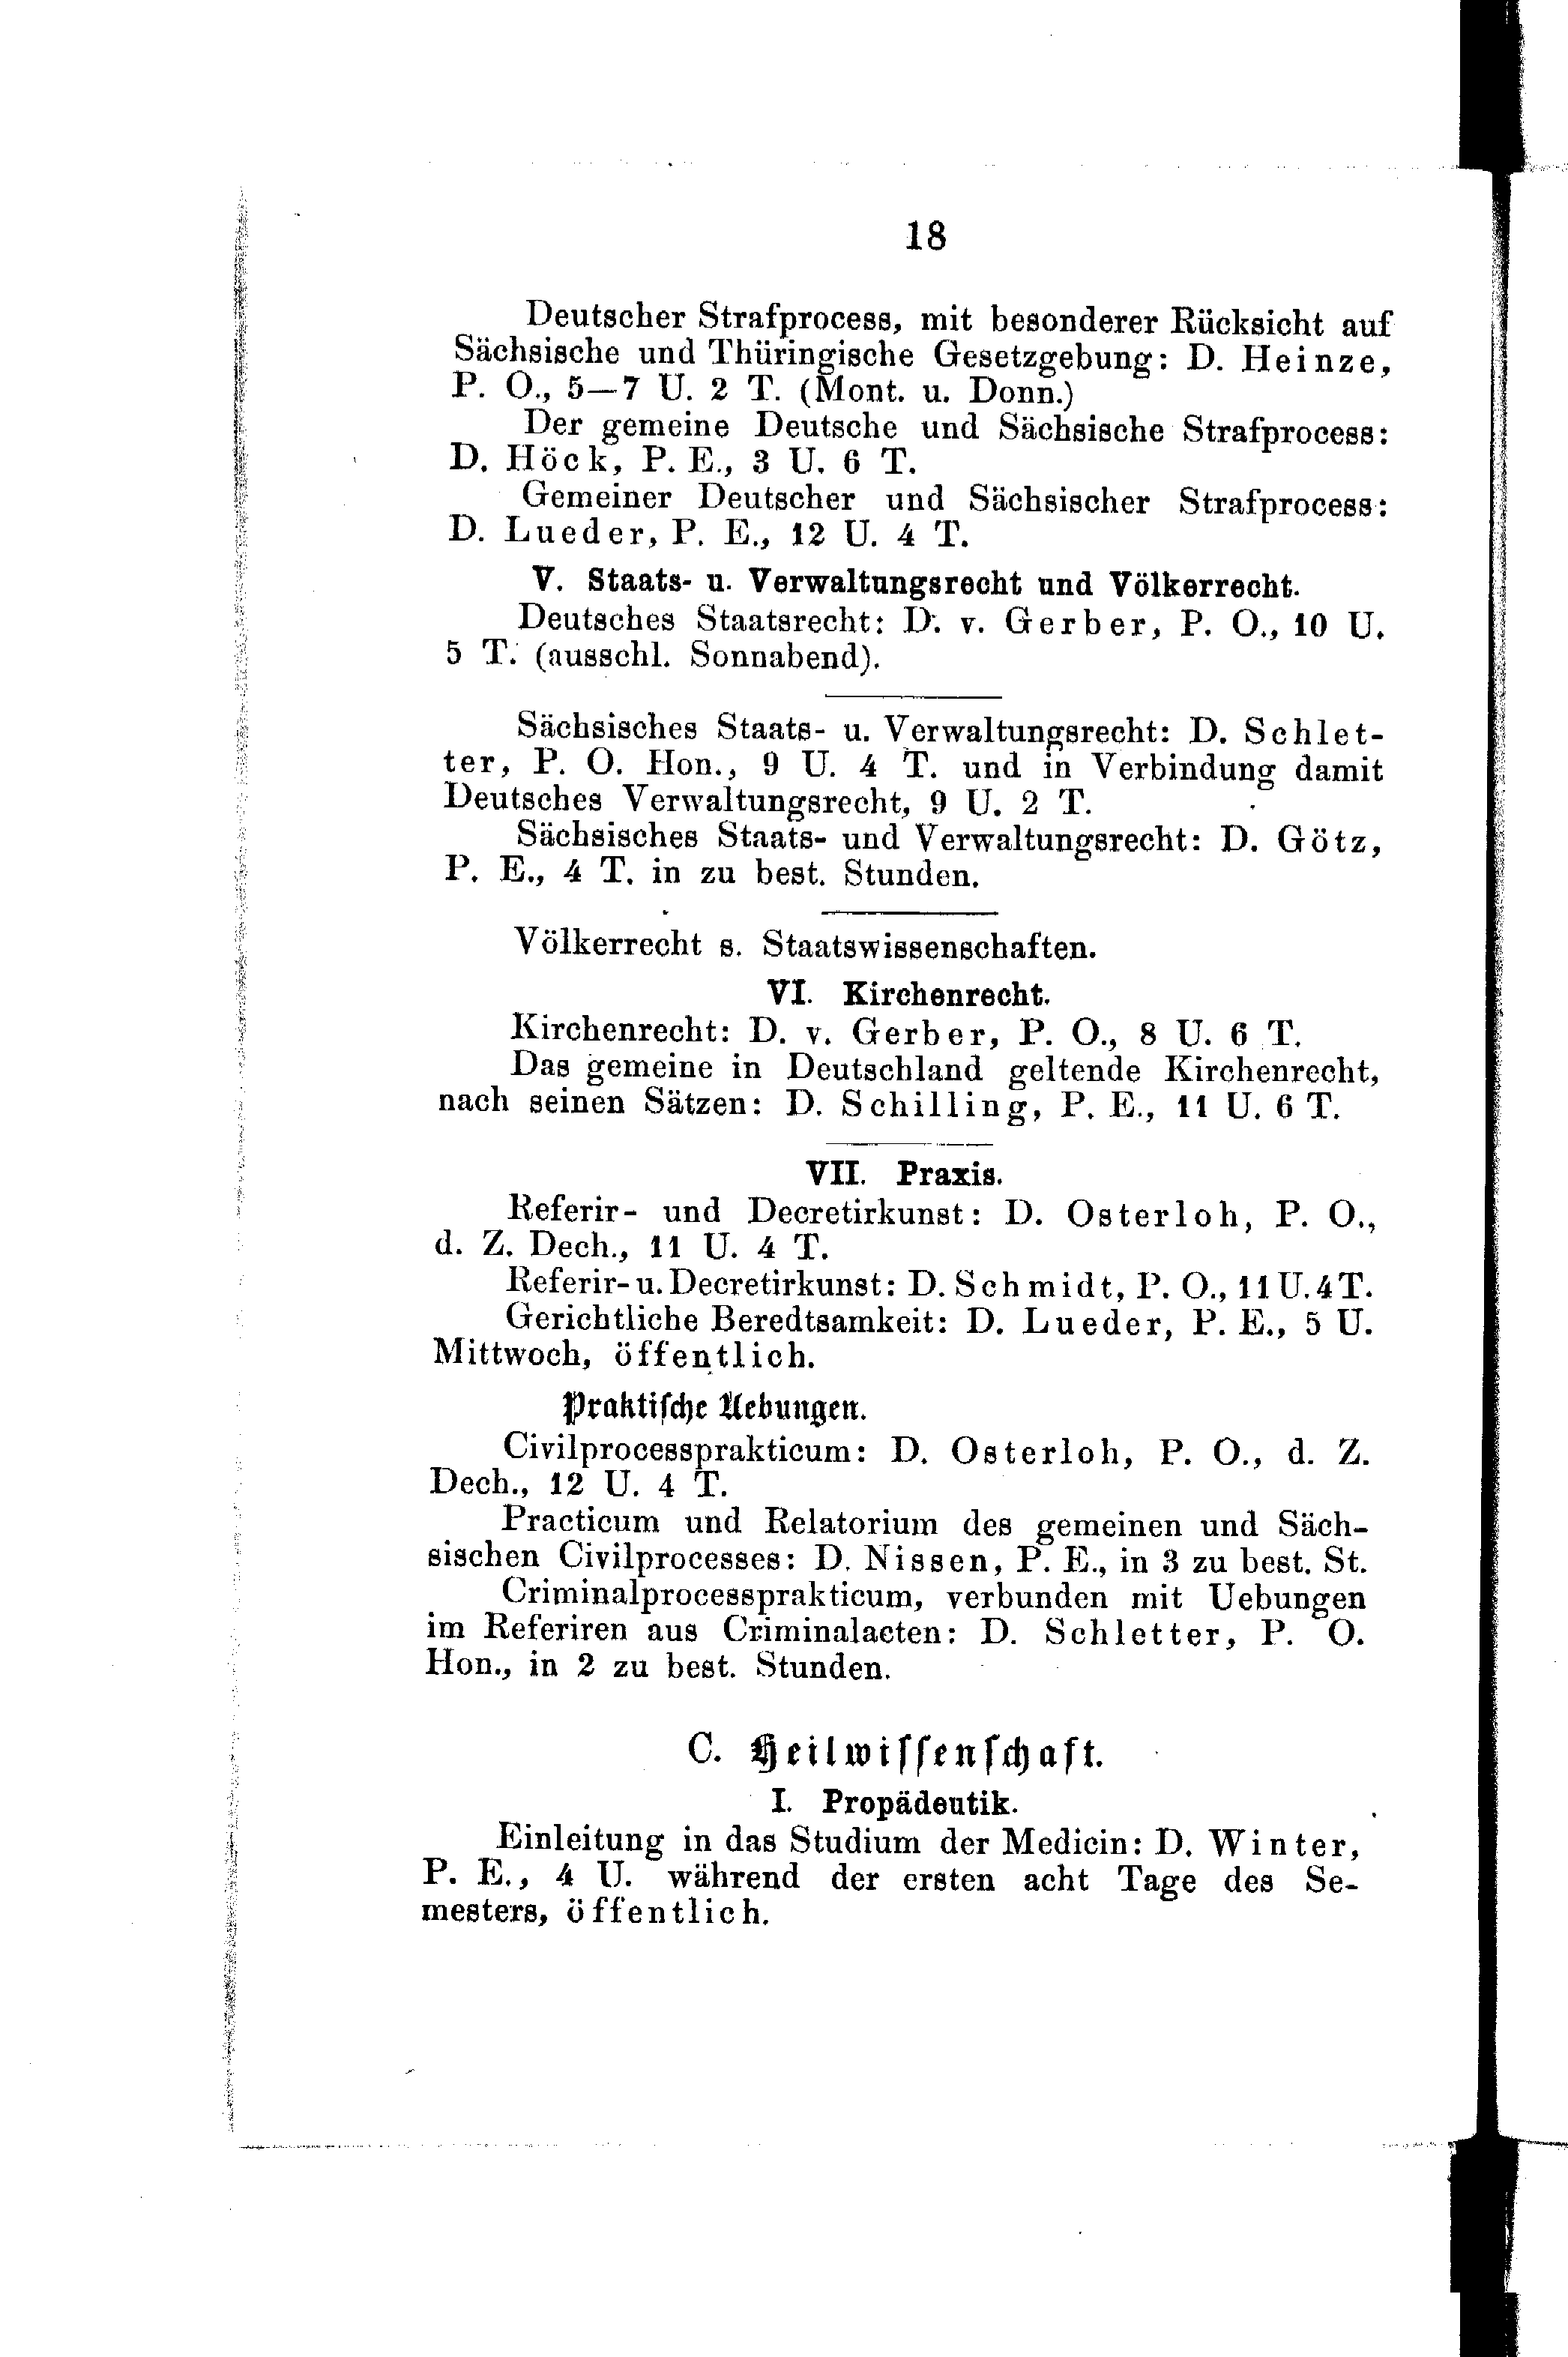 18
Deutscher Strafprocess, mit besonderer Rücksicht auf
Sächsische und Thüringische Gesetzgebung: D. Heinze,
P. O., 5—7 U. 2 T. (Mont. u. Donn.)
Der gemeine Deutsche und Sächsische Strafprocess:
D. Höck, P. E., 3 U. 6 T.
Gemeiner Deutscher und Sächsischer Strafprocess:
D. Lueder, P. E., 12 U. 4 T.
V. Staats- u. Verwaltungsrecht und Völkerrecht.
Deutsches Staatsrecht: D. v. Gerber, P. O., 10 U.
5 T. (ausschl. Sonnabend).
Sächsisches Staats- u. Verwaltungsrecht: D. Schlet-
ter, P. O. Hon., 9 U. 4 T. und in Verbindung damit
Deutsches Verwaltungsrecht, 9 U. 2 T.
Sächsisches Staats- und Verwaltungsrecht: D. Götz,
P. E., 4 T. in zu best. Stunden.
Völkerrecht s. Staatswissenschaften.
VI. Kirchenrecht.
Kirchenrecht: D. v. Gerber, P. O., 8 U. 6 T.
Das gemeine in Deutschland geltende Kirchenrecht,
nach seinen Sätzen: D. Schilling, P. E., 11 U. 6 T.
VII. Praxis.
Referir- und Decretirkunst: D. Osterloh, P. O.,
d. Z. Dech., 11 U. 4 T.
Referir- u. Decretirkunst: D. Schmidt, P. O., 11 U. 4 T.
Gerichtliche Beredtsamkeit: D. Lueder, P. E., 5 U.
Mittwoch, öffentlich.
Praktische Uebungen.
Civilprocessprakticum: D. Osterloh, P. O., d. Z.
Dech., 12 U. 4 T.
Practicum und Relatorium des gemeinen und Säch-
sischen Civilprocesses: D. Nissen, P. E., in 3 zu best. St.
Criminalprocessprakticum, verbunden mit Uebungen
im Referiren aus Criminalacten: D. Schletter, P. O.
Hon., in 2 zu best. Stunden.
C. Heilwissenschaft.
I. Propädeutik.
Einleitung in das Studium der Medicin: D. Winter,
P. E., 4 U. während der ersten acht Tage des Se-
mesters, öffentlich.